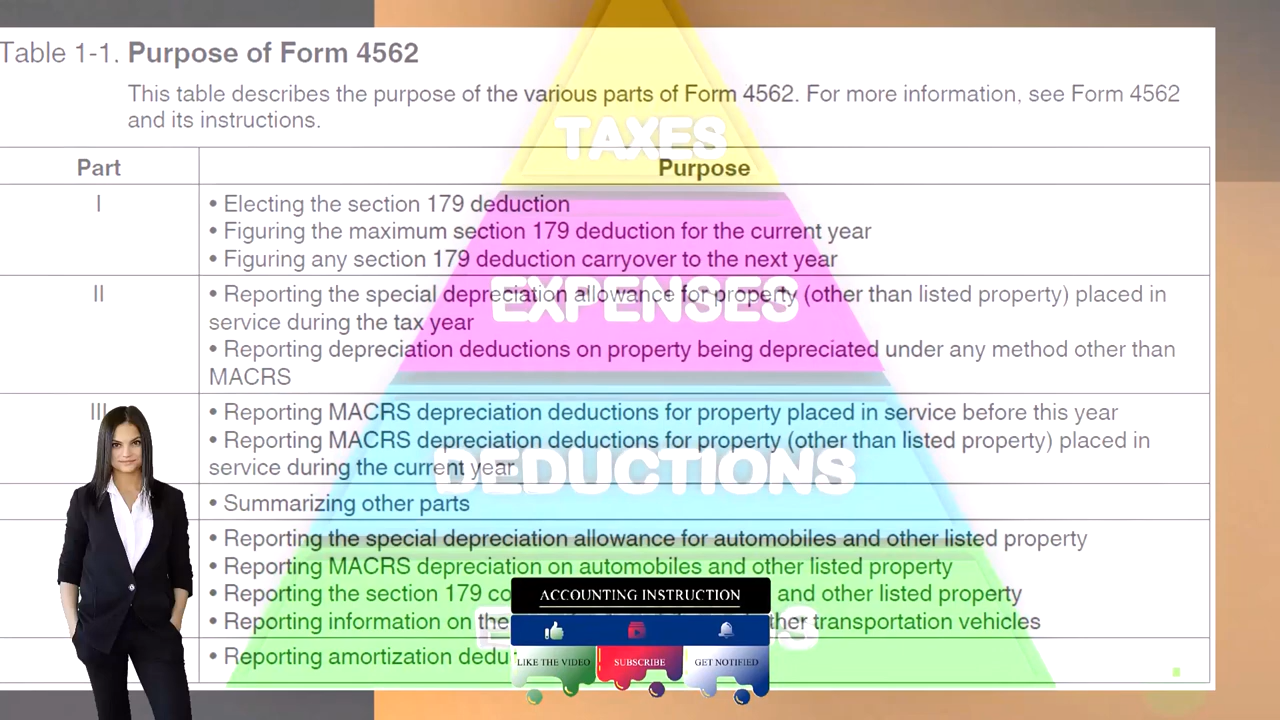 Table 1-1. Purpose of Form 4562
This table describes the purpose of the various parts of Form 4562. For more information, see Form 4562
and its instructions.
Part Purpose
I
• Electing the section 179 deduction
• Figuring the maximum section 179 deduction for the current year
• Figuring any section 179 deduction carryover to the next year
II
• Reporting the special depreciation allowance for property (other than listed property) placed in
service during the tax year
• Reporting depreciation deductions on property being depreciated under any method other than
MACRS
III
• Reporting MACRS depreciation deductions for property placed in service before this year
• Reporting MACRS depreciation deductions for property (other than listed property) placed in
service during the current year
• Summarizing other parts
• Reporting the special depreciation allowance for automobiles and other listed property
• Reporting MACRS depreciation on automobiles and other listed property
• Reporting the section 179 and other listed property
• Reporting information on the transportation vehicles
• Reporting amortization
TAXES
EXPENSES
DEDUCTIONS
ACCOUNTING INSTRUCTION
LIKE THE VIDEO SUBSCRIBE GET NOTIFIED